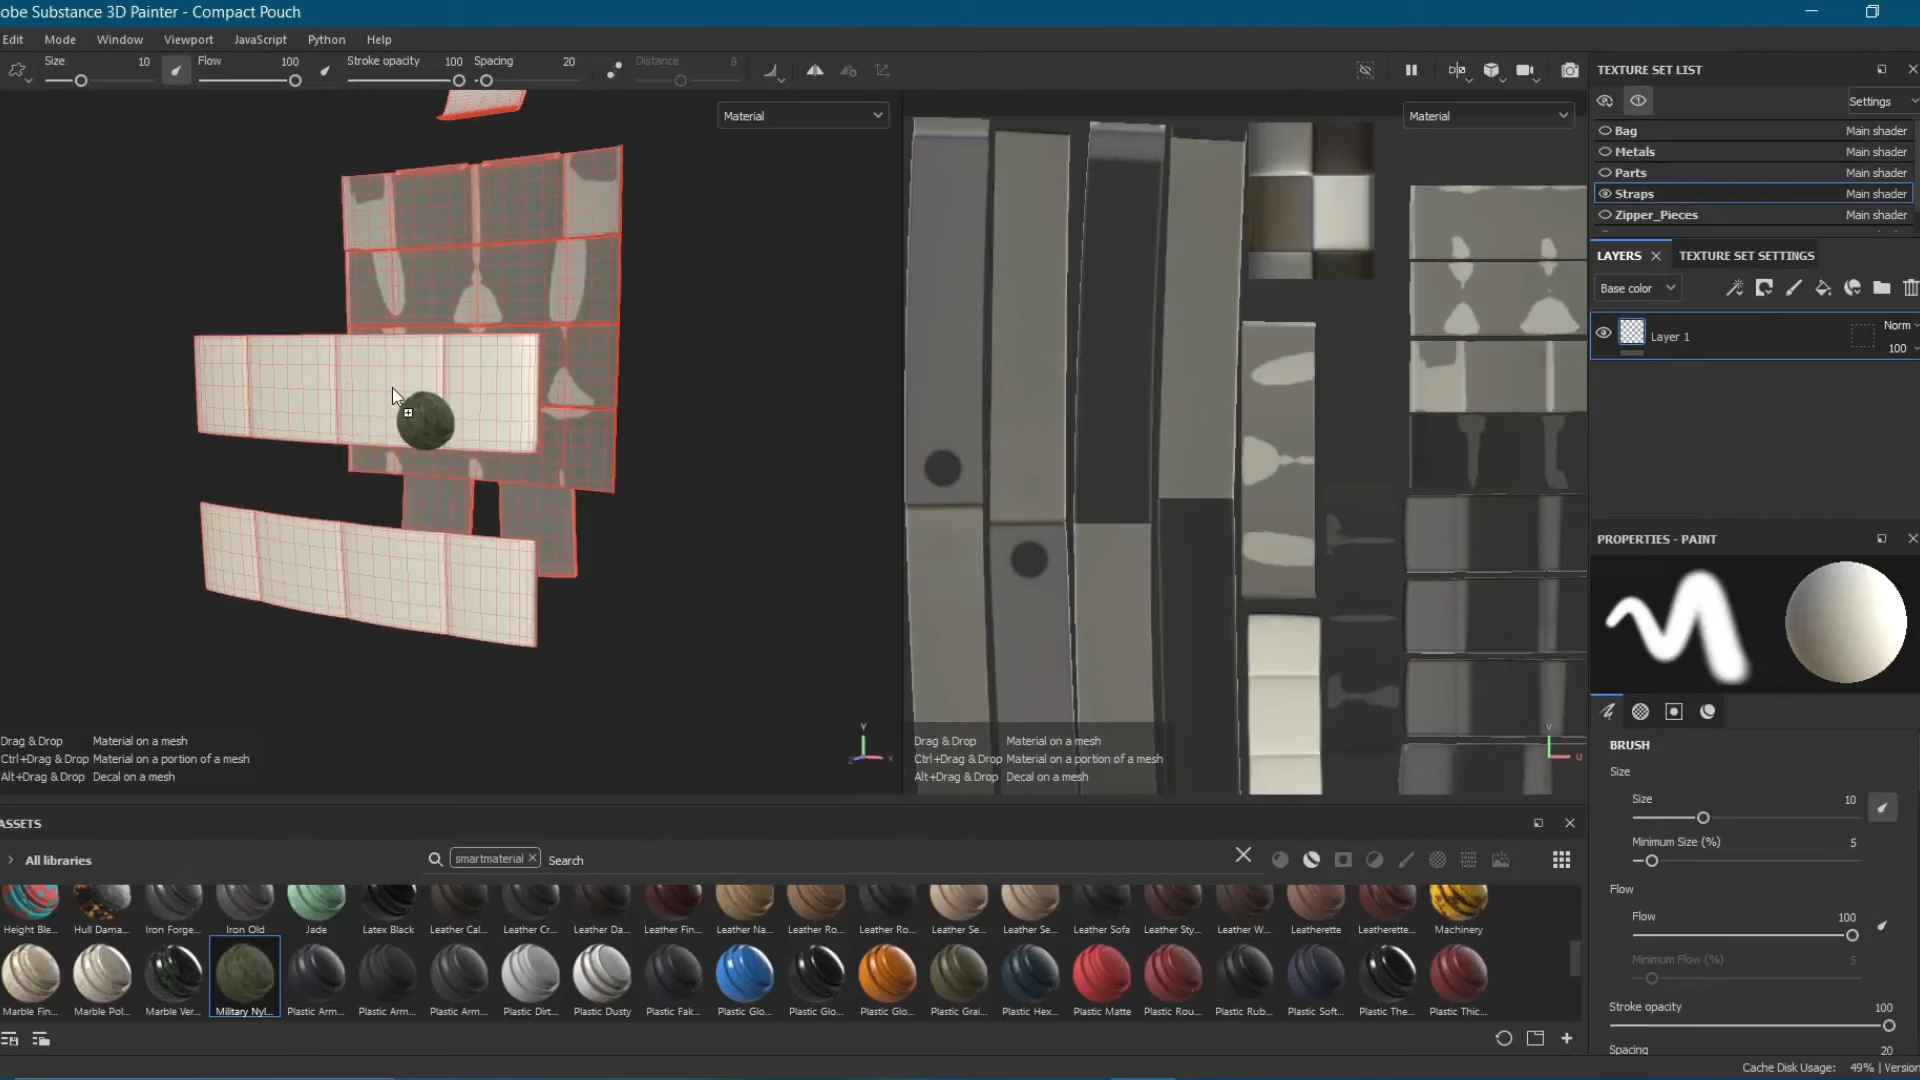 obe Substance 3D Painter - Compact Pouch
Edit Mode Window Viewport JavaScript Python Help
Size 10 Flow 100 Stroke opacity 100 Spacing 20 Distance 8
Material
Material
TEXTURE SET LIST
Settings
Bag Main shader
Metals Main shader
Parts Main shader
Straps Main shader
Zipper_Pieces Main shader
LAYERS TEXTURE SET SETTINGS
Base color
Layer 1 Norm
100
PROPERTIES - PAINT
BRUSH
Size
Size 10
Minimum Size (%) 5
Flow
Flow 100
Minimum Flow (%) 5
Stroke opacity 100
Spacing 20
Drag & Drop Material on a mesh
Ctrl+Drag & Drop Material on a portion of a mesh
Alt+Drag & Drop Decal on a mesh
Y
Z X
Drag & Drop Material on a mesh
Ctrl+Drag & Drop Material on a portion of a mesh
Alt+Drag & Drop Decal on a mesh
V
U
ASSETS
All libraries
smartmaterial Search
Height Ble... Hull Dama... Iron Forge... Iron Old Jade Latex Black Leather Cal... Leather Cr... Leather Da... Leather Fin... Leather Na... Leather Ro... Leather Ro... Leather Se... Leather Se... Leather Sofa Leather Sty... Leather W... Leatherette Leatherette... Machinery
Marble Fin... Marble Pol... Marble Ver... Military Nyl... Plastic Arm... Plastic Arm... Plastic Arm... Plastic Dirt... Plastic Dusty Plastic Fak... Plastic Glo... Plastic Glo... Plastic Glo... Plastic Grai... Plastic Hex... Plastic Matte Plastic Rou... Plastic Rub... Plastic Soft... Plastic The... Plastic Thic...
Cache Disk Usage: 49% | Version